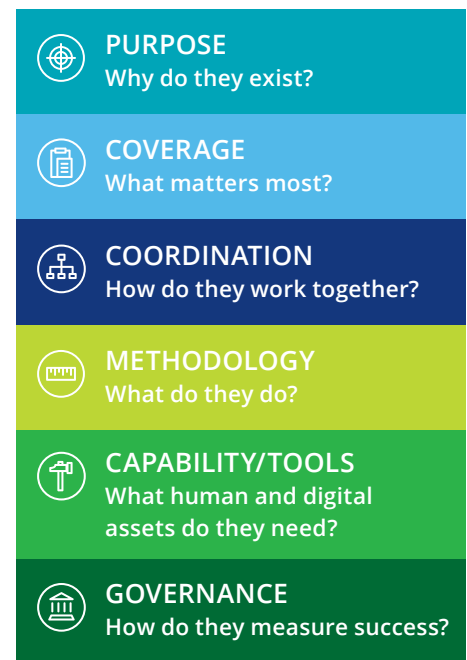 PURPOSE
Why do they exist?
COVERAGE
What matters most?
COORDINATION
How do they work together?
METHODOLOGY
What do they do?
CAPABILITY/TOOLS
What human and digital
assets do they need?
GOVERNANCE
How do they measure success?